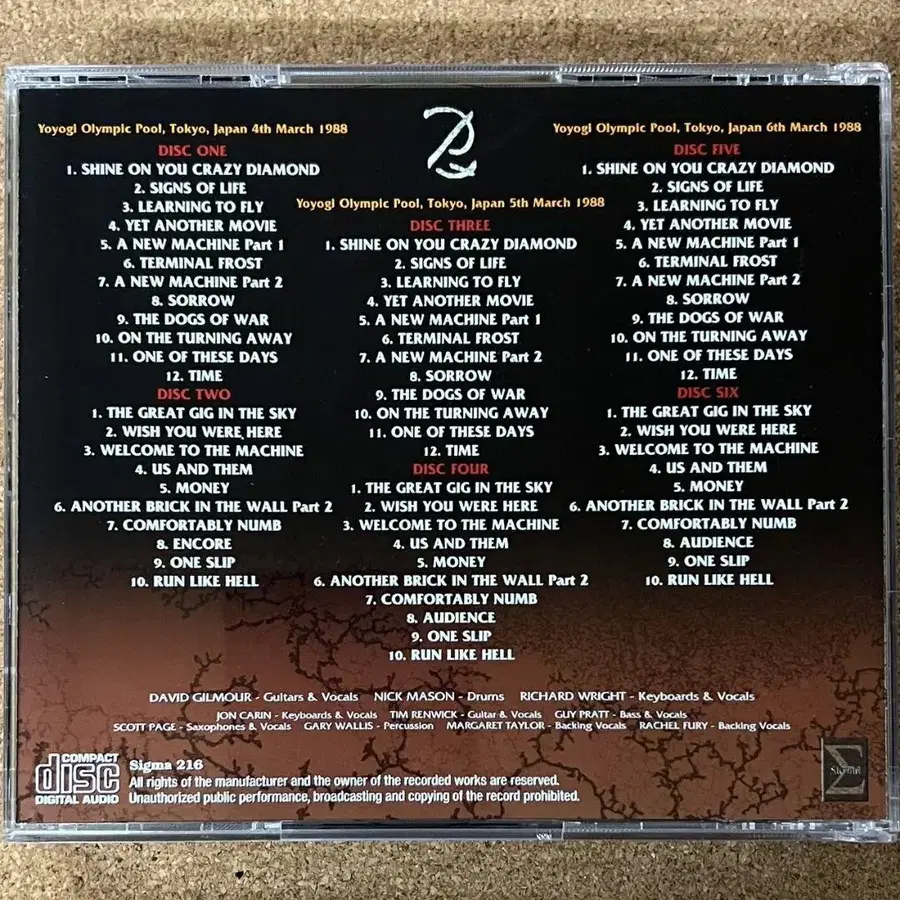 Yoyogi Olympic Pool, Tokyo, Japan 4th March 1988
DISC ONE
1. SHINE ON YOU CRAZY DIAMOND
2. SIGNS OF LIFE
3. LEARNING TO FLY
4. YET ANOTHER MOVIE
5. A NEW MACHINE Part 1
6. TERMINAL FROST
7. A NEW MACHINE Part 2
8. SORROW
9. THE DOGS OF WAR
10. ON THE TURNING AWAY
11. ONE OF THESE DAYS
12. TIME
DISC TWO
1. THE GREAT GIG IN THE SKY
2. WISH YOU WERE HERE
3. WELCOME TO THE MACHINE
4. US AND THEM
5. MONEY
6. ANOTHER BRICK IN THE WALL Part 2
7. COMFORTABLY NUMB
8. ENCORE
9. ONE SLIP
10. RUN LIKE HELL
Yoyogi Olympic Pool, Tokyo, Japan 5th March 1988
DISC THREE
1. SHINE ON YOU CRAZY DIAMOND
2. SIGNS OF LIFE
3. LEARNING TO FLY
4. YET ANOTHER MOVIE
5. A NEW MACHINE Part 1
6. TERMINAL FROST
7. A NEW MACHINE Part 2
8. SORROW
9. THE DOGS OF WAR
10. ON THE TURNING AWAY
11. ONE OF THESE DAYS
12. TIME
DISC FOUR
1. THE GREAT GIG IN THE SKY
2. WISH YOU WERE HERE
3. WELCOME TO THE MACHINE
4. US AND THEM
5. MONEY
6. ANOTHER BRICK IN THE WALL Part 2
7. COMFORTABLY NUMB
8. AUDIENCE
9. ONE SLIP
10. RUN LIKE HELL
Yoyogi Olympic Pool, Tokyo, Japan 6th March 1988
DISC FIVE
1. SHINE ON YOU CRAZY DIAMOND
2. SIGNS OF LIFE
3. LEARNING TO FLY
4. YET ANOTHER MOVIE
5. A NEW MACHINE Part 1
6. TERMINAL FROST
7. A NEW MACHINE Part 2
8. SORROW
9. THE DOGS OF WAR
10. ON THE TURNING AWAY
11. ONE OF THESE DAYS
12. TIME
DISC SIX
1. THE GREAT GIG IN THE SKY
2. WISH YOU WERE HERE
3. WELCOME TO THE MACHINE
4. US AND THEM
5. MONEY
6. ANOTHER BRICK IN THE WALL Part 2
7. COMFORTABLY NUMB
8. AUDIENCE
9. ONE SLIP
10. RUN LIKE HELL
DAVID GILMOUR - Guitars & Vocals NICK MASON - Drums RICHARD WRIGHT - Keyboards & Vocals
JON CARIN - Keyboards & Vocals TIM RENWICK - Guitar & Vocals GUY PRATT - Bass & Vocals
SCOTT PAGE - Saxophones & Vocals GARY WALLIS - Percussion MARGARET TAYLOR - Backing Vocals RACHEL FURY - Backing Vocals
COMPACT
disc
DIGITAL AUDIO
Sigma 216
All rights of the manufacturer and the owner of the recorded works are reserved.
Unauthorized public performance, broadcasting and copying of the record prohibited.
Sigma